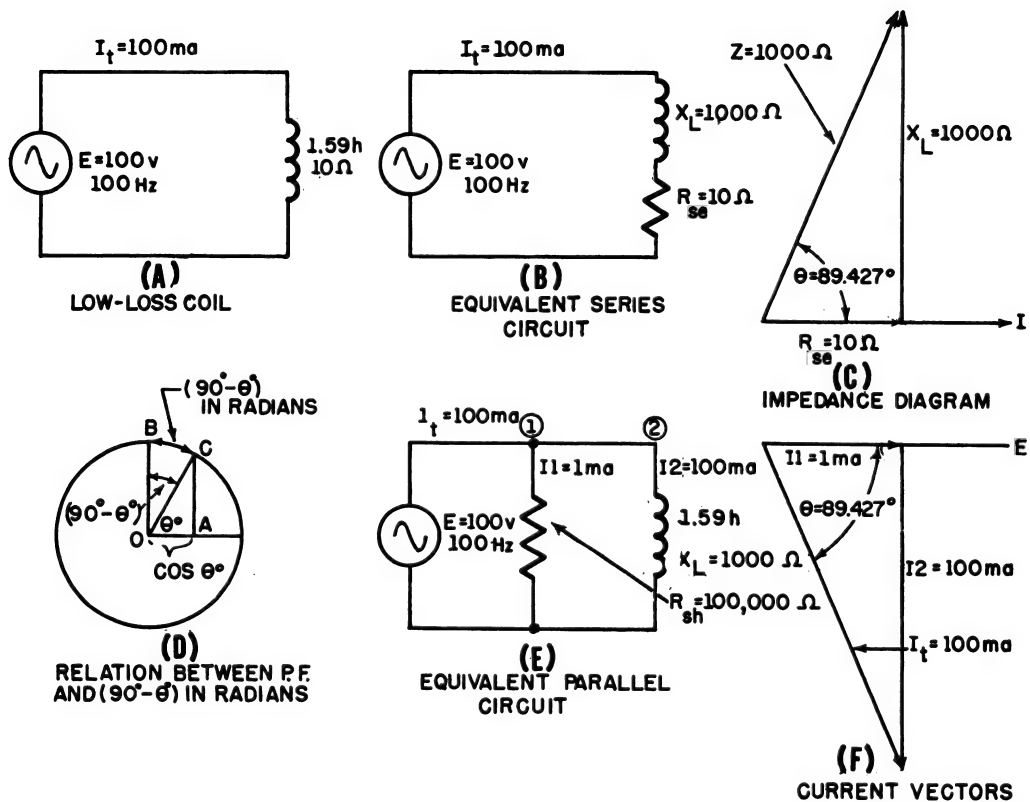 I_t=100ma
E=100v
100Hz
1.59h
10Ω
(A)
LOW-LOSS COIL
I_t=100ma
E=100v
100Hz
X_L=1000Ω
R_se=10Ω
(B)
EQUIVALENT SERIES
CIRCUIT
Z=1000Ω
X_L=1000Ω
θ=89.427°
I
R_se=10Ω
(C)
IMPEDANCE DIAGRAM
(90°-θ°)
IN RADIANS
B
C
(90°-θ°)
θ°
O
A
COS θ°
(D)
RELATION BETWEEN P.F.
AND (90°-θ°) IN RADIANS
I_t=100ma
①
②
I1=1ma
I2=100ma
E=100v
100Hz
1.59h
X_L=1000Ω
R_sh=100,000Ω
(E)
EQUIVALENT PARALLEL
CIRCUIT
E
I1=1ma
θ=89.427°
I2=100ma
I_t=100ma
(F)
CURRENT VECTORS